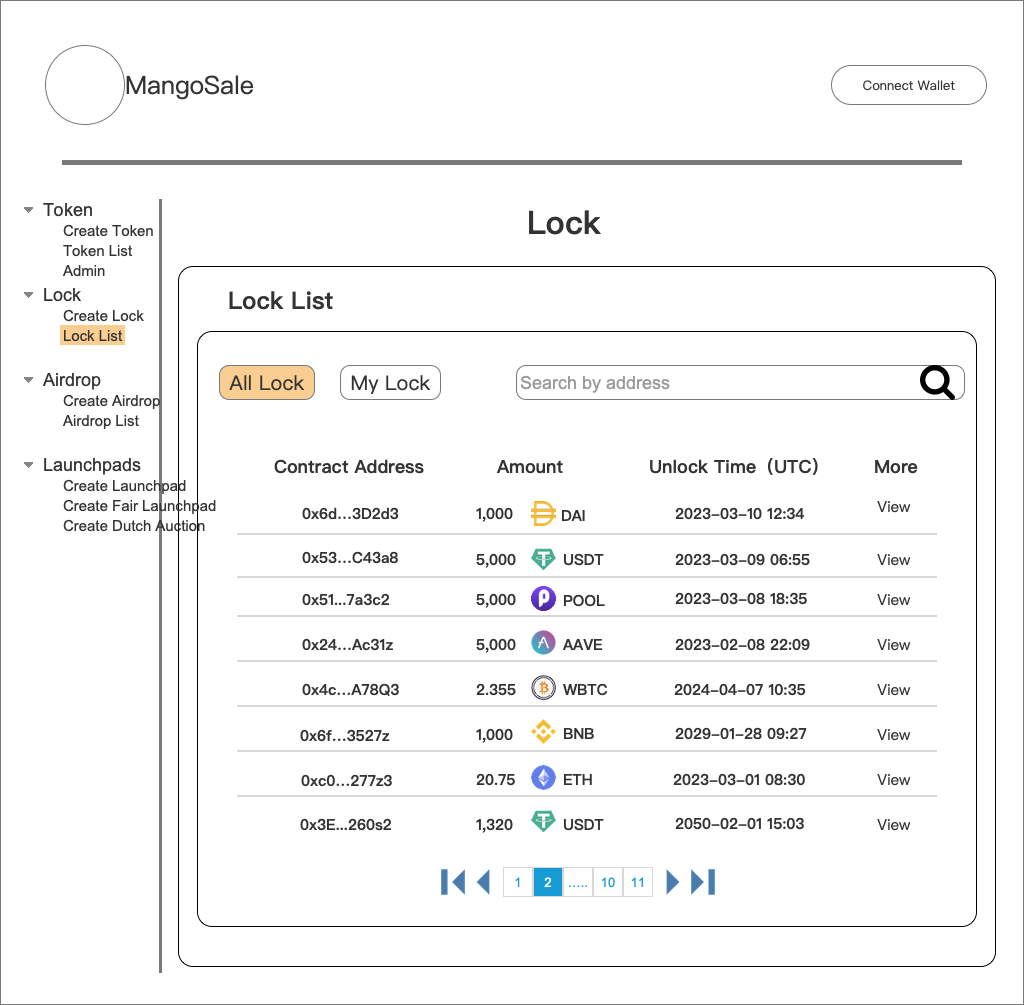 MangoSale
Connect Wallet
Token
Create Token
Token List
Admin
Lock
Create Lock
Lock List
Airdrop
Create Airdrop
Airdrop List
Launchpads
Create Launchpad
Create Fair Launchpad
Create Dutch Auction
Lock
Lock List
All Lock My Lock Search by address
Contract Address Amount Unlock Time（UTC） More
0x6d...3D2d3 1,000 DAI 2023-03-10 12:34 View
0x53...C43a8 5,000 USDT 2023-03-09 06:55 View
0x51...7a3c2 5,000 POOL 2023-03-08 18:35 View
0x24...Ac31z 5,000 AAVE 2023-02-08 22:09 View
0x4c...A78Q3 2.355 WBTC 2024-04-07 10:35 View
0x6f...3527z 1,000 BNB 2029-01-28 09:27 View
0xc0...277z3 20.75 ETH 2023-03-01 08:30 View
0x3E...260s2 1,320 USDT 2050-02-01 15:03 View
1 2 ..... 10 11